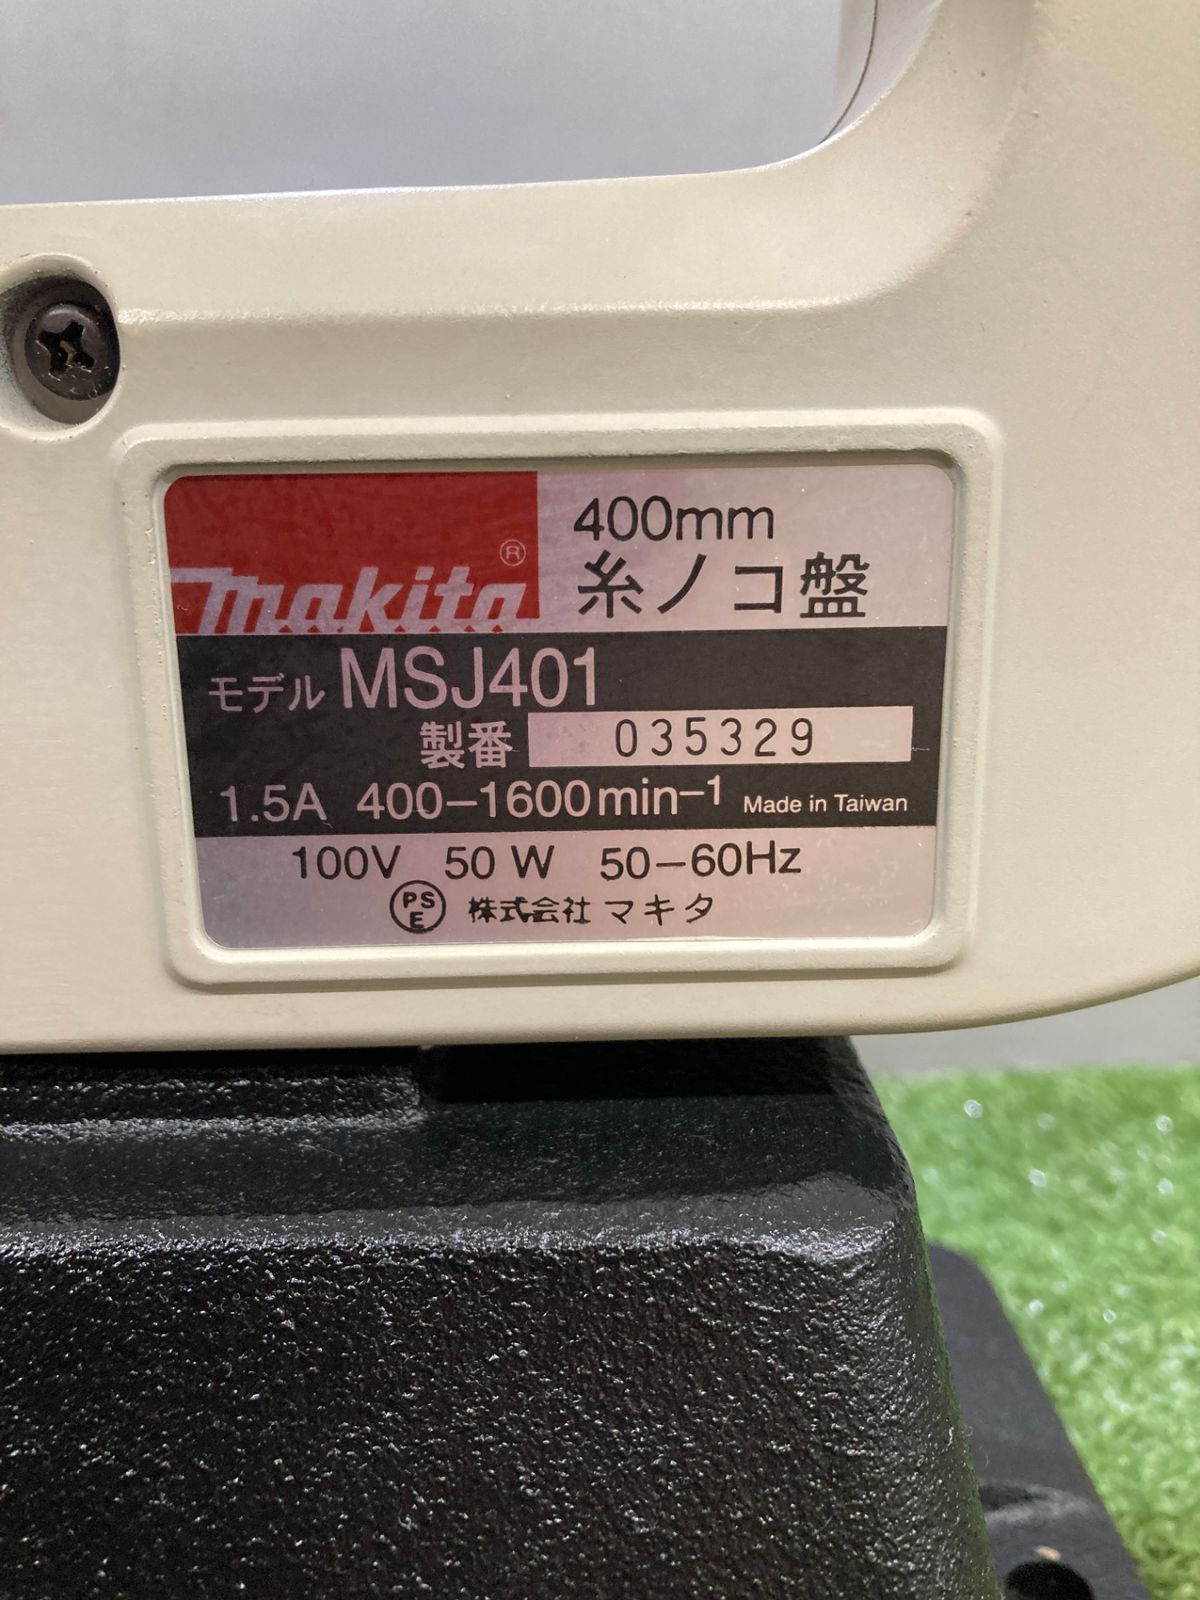 makita®
400mm
糸ノコ盤
モデル MSJ401
製番 035329
1.5A 400-1600min-1 Made in Taiwan
100V 50W 50-60Hz
PSE 株式会社 マキタ